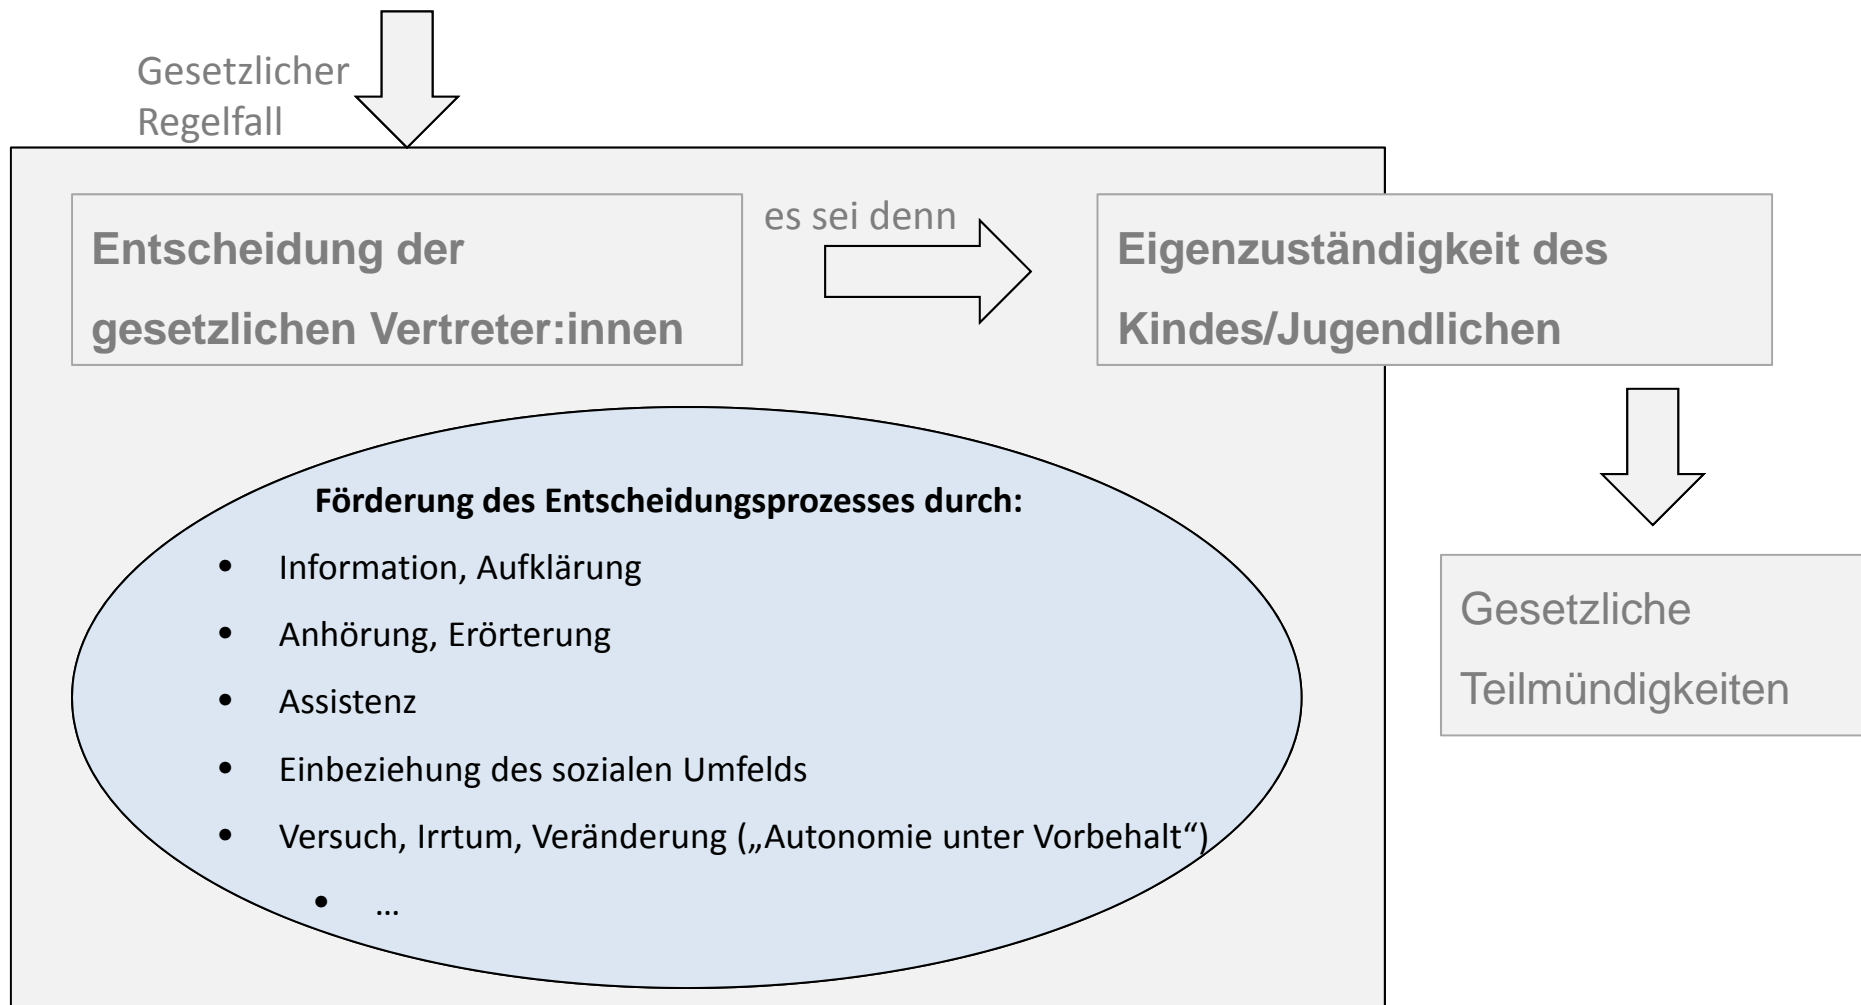 Gesetzlicher
Regelfall
Entscheidung der
gesetzlichen Vertreter:innen
es sei denn
Eigenzuständigkeit des
Kindes/Jugendlichen
Förderung des Entscheidungsprozesses durch:
• Information, Aufklärung
• Anhörung, Erörterung
• Assistenz
• Einbeziehung des sozialen Umfelds
• Versuch, Irrtum, Veränderung („Autonomie unter Vorbehalt“)
• …
Gesetzliche
Teilmündigkeiten